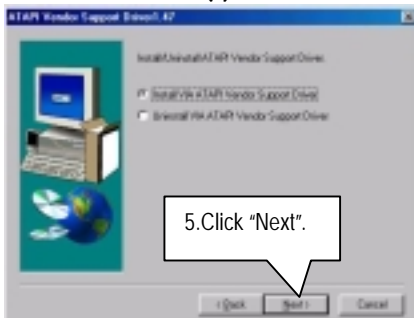 ATAPI Vendor Support Driver1.47
Install/Uninstall ATAPI Vendor Support Driver.
Install VIA ATAPI Vendor Support Driver
Uninstall VIA ATAPI Vendor Support Driver
5.Click “Next”.
< Back
Next >
Cancel